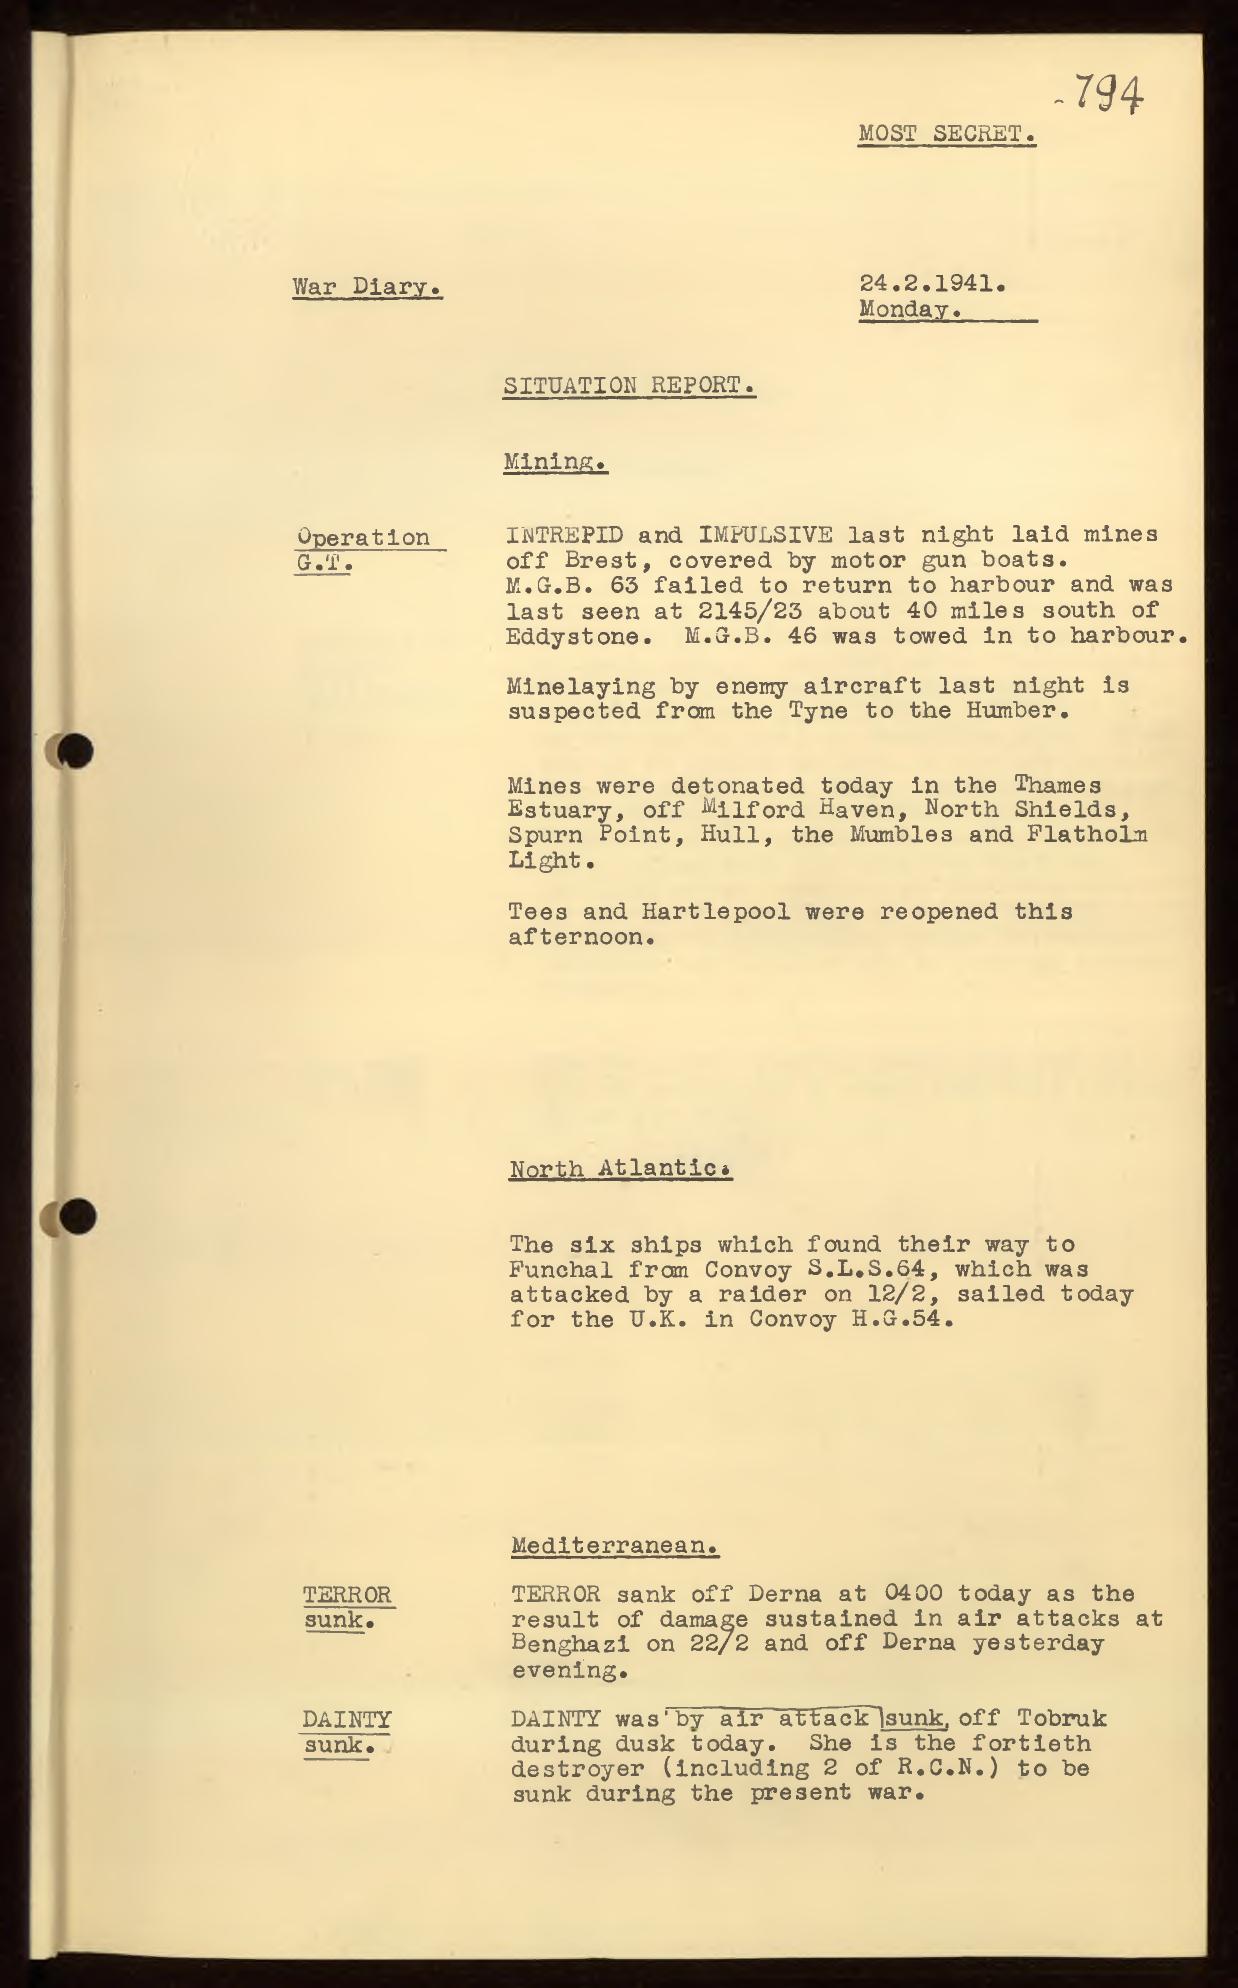 794
MOST SECRET.
War Diary.
24.2.1941.
Monday.
SITUATION REPORT.
Mining.
Operation
G.T.
INTREPID and IMPULSIVE last night laid mines
off Brest, covered by motor gun boats.
M.G.B. 63 failed to return to harbour and was
last seen at 2145/23 about 40 miles south of
Eddystone. M.G.B. 46 was towed in to harbour.
Minelaying by enemy aircraft last night is
suspected from the Tyne to the Humber.
Mines were detonated today in the Thames
Estuary, off Milford Haven, North Shields,
Spurn Point, Hull, the Mumbles and Flatholm
Light.
Tees and Hartlepool were reopened this
afternoon.
North Atlantic.
The six ships which found their way to
Funchal from Convoy S.L.S.64, which was
attacked by a raider on 12/2, sailed today
for the U.K. in Convoy H.G.54.
Mediterranean.
TERROR
sunk.
TERROR sank off Derna at 0400 today as the
result of damage sustained in air attacks at
Benghazi on 22/2 and off Derna yesterday
evening.
DAINTY
sunk.
DAINTY was by air attack sunk, off Tobruk
during dusk today. She is the fortieth
destroyer (including 2 of R.C.N.) to be
sunk during the present war.